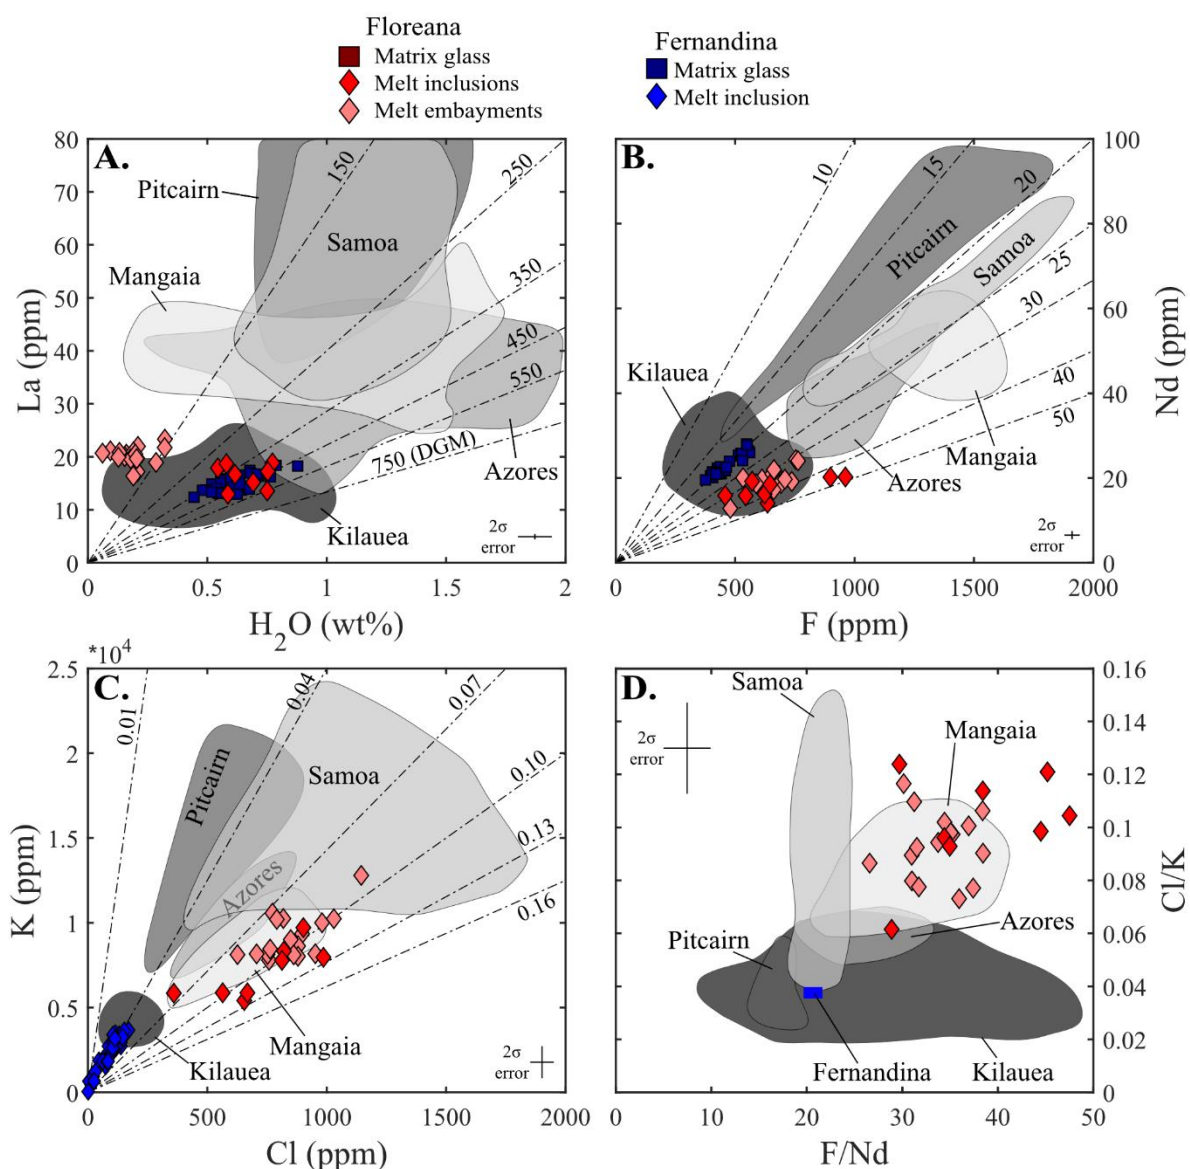 Floreana
Matrix glass
Melt inclusions
Melt embayments
Fernandina
Matrix glass
Melt inclusion
A.
80
70
60
50
40
30
20
10
0
La (ppm)
Pitcairn
Samoa
Mangaia
Azores
Kilauea
150
250
350
450
550
750 (DGM)
2σ
error
0
0.5
1
1.5
2
H2O (wt%)
B.
10
15
20
25
30
40
50
Kilauea
Pitcairn
Samoa
Mangaia
Azores
2σ
error
100
80
60
40
20
0
Nd (ppm)
0
500
1000
1500
2000
F (ppm)
*10^4
C.
2.5
2.0
1.5
1.0
0.5
0
K (ppm)
0.01
0.04
0.07
0.10
0.13
0.16
Pitcairn
Samoa
Azores
Mangaia
Kilauea
2σ
error
0
500
1000
1500
2000
Cl (ppm)
D.
Samoa
2σ
error
Mangaia
Azores
Pitcairn
Fernandina
Kilauea
0.16
0.14
0.12
0.1
0.08
0.06
0.04
0.02
0
Cl/K
10
20
30
40
50
F/Nd